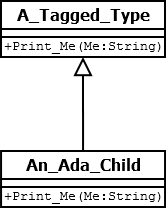 A_Tagged_Type
+Print_Me(Me:String)
An_Ada_Child
+Print_Me(Me:String)